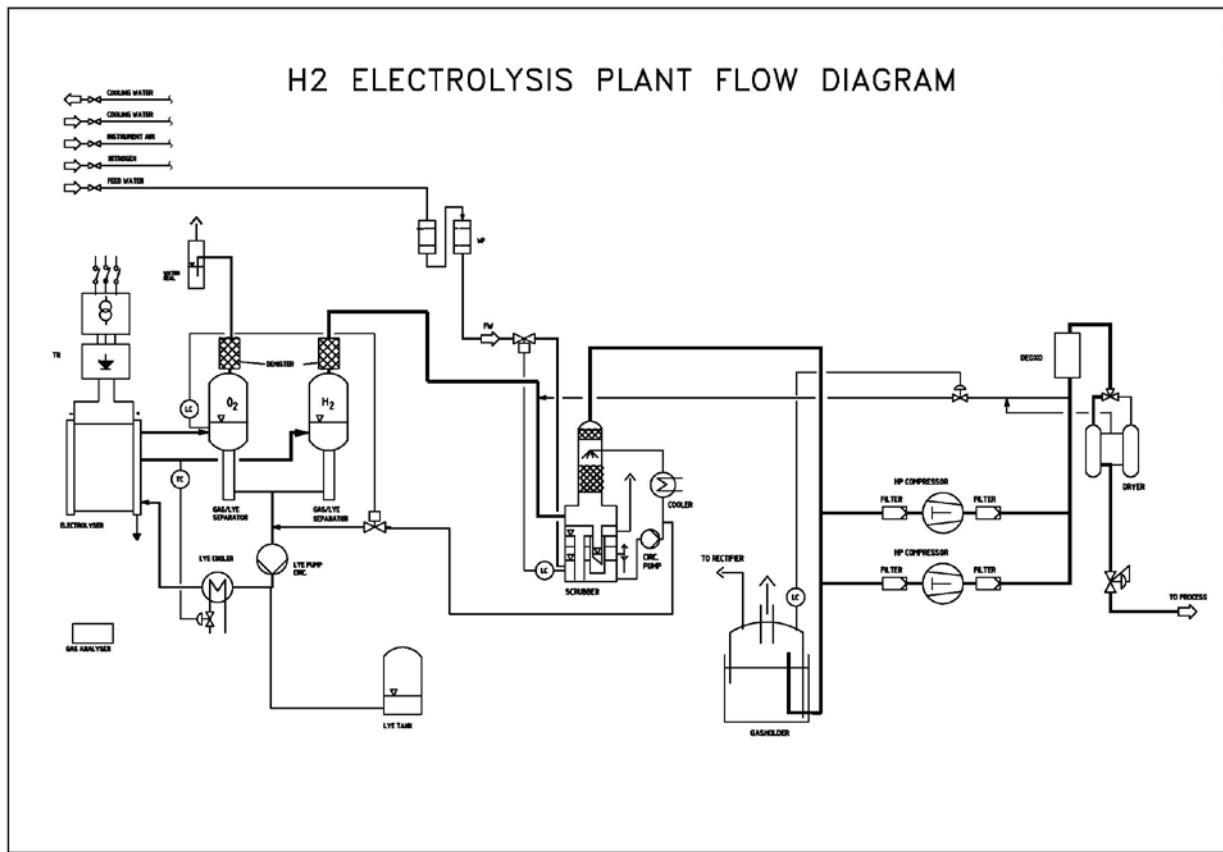 H2 ELECTROLYSIS PLANT FLOW DIAGRAM
COOLING WATER
COOLING WATER
INSTRUMENT AIR
NITROGEN
FEED WATER
WATER
SEAL
WP
FW
TR
DEMISTER
O2
H2
LC
TC
GAS/LYE
SEPARATOR
GAS/LYE
SEPARATOR
ELECTROLYSER
LYE COOLER
LYE PUMP
CIRC.
GAS ANALYSER
LYE TANK
LC
SCRUBBER
COOLER
CIRC.
PUMP
TO RECTIFIER
LC
GASHOLDER
DEOXO
DRYER
HP COMPRESSOR
FILTER
FILTER
HP COMPRESSOR
FILTER
FILTER
TO PROCESS